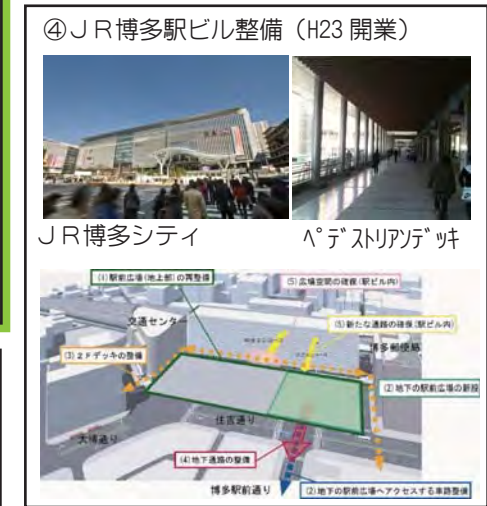 ④ＪＲ博多駅ビル整備（H23開業）
ＪＲ博多シティ
ﾍﾟﾃﾞｽﾄﾘｱﾝﾃﾞｯｷ
(1)駅前広場(地上部)の再整備
(5)広場空間の確保(駅ビル内)
交通センター
(5)新たな通路の確保(駅ビル内)
博多郵便局
(3)２Ｆデッキの整備
(2)地下の駅前広場の新設
住吉通り
大博通り
(4)地下通路の整備
博多駅前通り
(2)地下の駅前広場へアクセスする車路整備